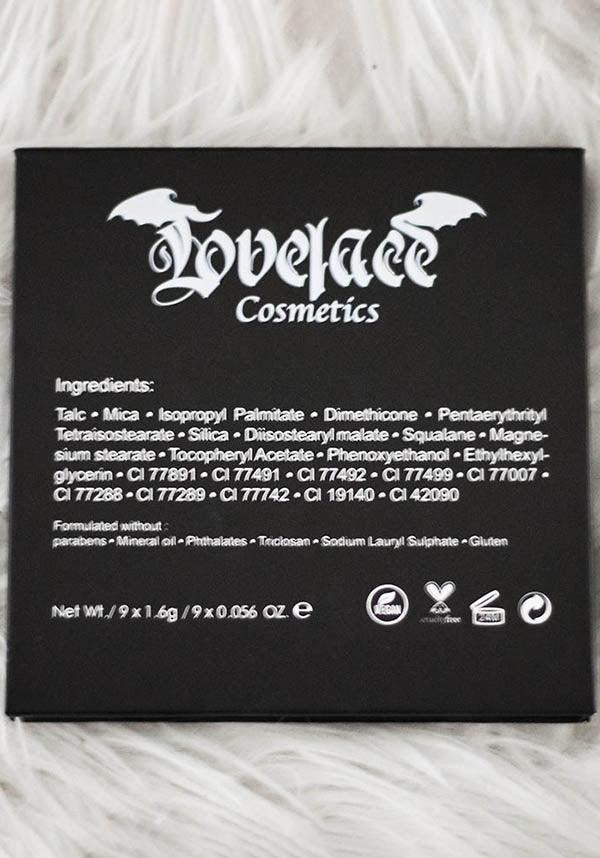 Lovelace
Cosmetics
Ingredients:
Talc • Mica • Isopropyl Palmitate • Dimethicone • Pentaerythrityl
Tetraisostearate • Silica • Diisostearyl malate • Squalane • Magne-
sium stearate • Tocopheryl Acetate • Phenoxyethanol • Ethylhexyl-
glycerin • CI 77891 • CI 77491 • CI 77492 • CI 77499 • CI 77007 •
CI 77288 • CI 77289 • CI 77742 • CI 19140 • CI 42090
Formulated without :
parabens • Mineral oil • Phthalates • Triclosan • Sodium Lauryl Sulphate • Gluten
Net Wt./ 9 x 1.6g / 9 x 0.056 OZ. e
VEGAN
crueltyfree
24M